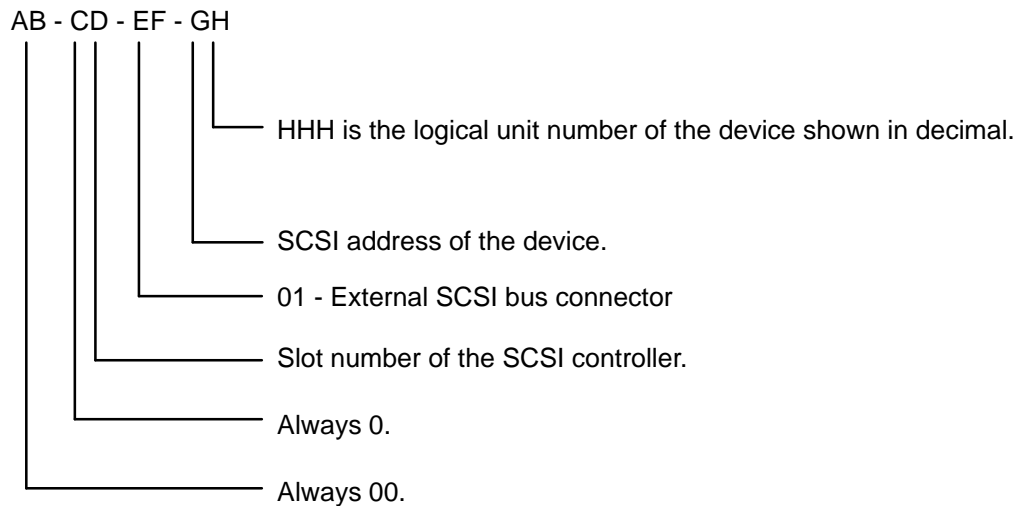 AB - CD - EF - GH
HHH is the logical unit number of the device shown in decimal.
SCSI address of the device.
01 - External SCSI bus connector
Slot number of the SCSI controller.
Always 0.
Always 00.